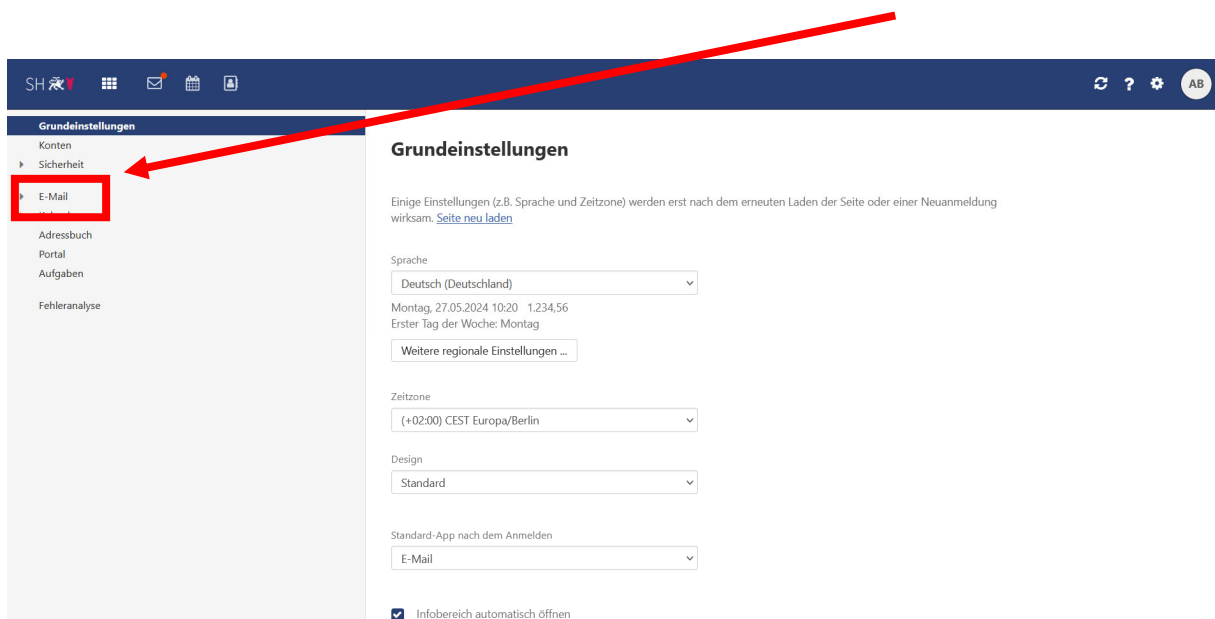 SH
AB
Grundeinstellungen
Konten
Sicherheit
E-Mail
Adressbuch
Portal
Aufgaben
Fehleranalyse
Grundeinstellungen
Einige Einstellungen (z.B. Sprache und Zeitzone) werden erst nach dem erneuten Laden der Seite oder einer Neuanmeldung
wirksam. Seite neu laden
Sprache
Deutsch (Deutschland)
Montag, 27.05.2024 10:20 1.234,56
Erster Tag der Woche: Montag
Weitere regionale Einstellungen ...
Zeitzone
(+02:00) CEST Europa/Berlin
Design
Standard
Standard-App nach dem Anmelden
E-Mail
Infobereich automatisch öffnen